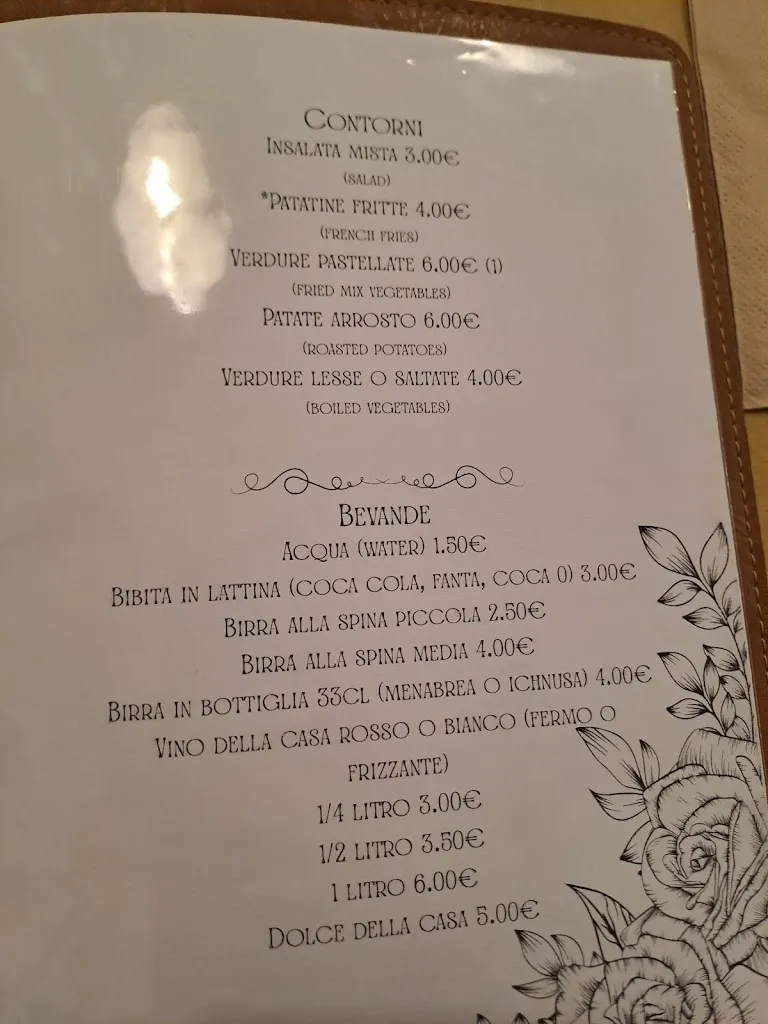 CONTORNI
INSALATA MISTA 3.00€
(SALAD)
*PATATINE FRITTE 4.00€
(FRENCH FRIES)
VERDURE PASTELLATE 6.00€ (1)
(FRIED MIX VEGETABLES)
PATATE ARROSTO 6.00€
(ROASTED POTATOES)
VERDURE LESSE O SALTATE 4.00€
(BOILED VEGETABLES)
BEVANDE
ACQUA (WATER) 1.50€
BIBITA IN LATTINA (COCA COLA, FANTA, COCA 0) 3.00€
BIRRA ALLA SPINA PICCOLA 2.50€
BIRRA ALLA SPINA MEDIA 4.00€
BIRRA IN BOTTIGLIA 33CL (MENABREA O ICHNUSA) 4.00€
VINO DELLA CASA ROSSO O BIANCO (FERMO O
FRIZZANTE)
1/4 LITRO 3.00€
1/2 LITRO 3.50€
1 LITRO 6.00€
DOLCE DELLA CASA 5.00€